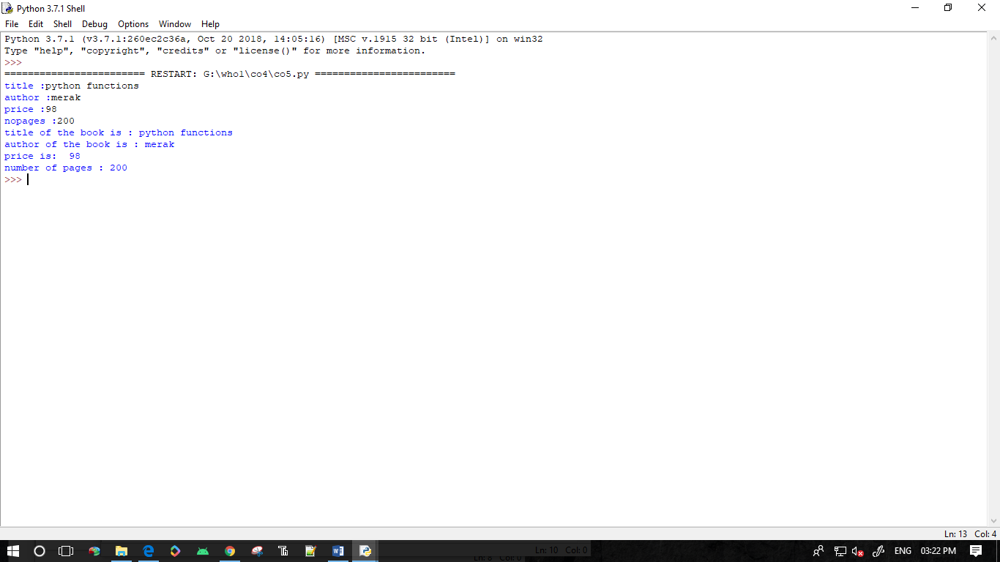 Python 3.7.1 Shell
File Edit Shell Debug Options Window Help
Python 3.7.1 (v3.7.1:260ec2c36a, Oct 20 2018, 14:05:16) [MSC v.1915 32 bit (Intel)] on win32
Type "help", "copyright", "credits" or "license()" for more information.
>>>
======================== RESTART: G:\who1\co4\co5.py ========================
title :python functions
author :merak
price :98
nopages :200
title of the book is : python functions
author of the book is : merak
price is:  98
number of pages : 200
>>>
Ln: 13 Col: 4
Ln: 10 Col: 0
Ln: 8 Col: 0
ENG 03:22 PM